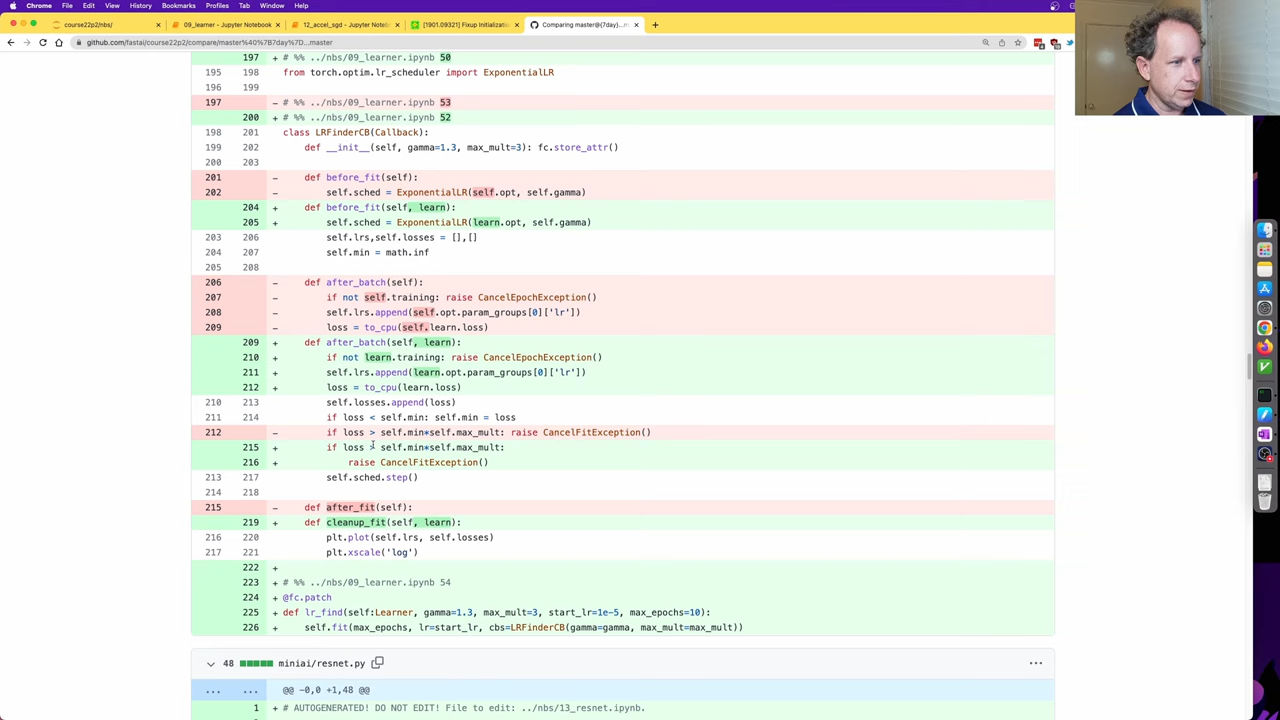 Chrome File Edit View History Bookmarks Profiles Tab Window Help
course22p2/nbs/
09_learner - Jupyter Notebook
12_accel_sgd - Jupyter Noteb
[1901.09321] Fixup Initializatio
Comparing master@{7day}...m
github.com/fastai/course22p2/compare/master%40%7B7day%7D...master
197 + # %% ../nbs/09_learner.ipynb 50
195 198 from torch.optim.lr_scheduler import ExponentialLR
196 199
197 - # %% ../nbs/09_learner.ipynb 53
200 + # %% ../nbs/09_learner.ipynb 52
198 201 class LRFinderCB(Callback):
199 202 def __init__(self, gamma=1.3, max_mult=3): fc.store_attr()
200 203
201 - def before_fit(self):
202 - self.sched = ExponentialLR(self.opt, self.gamma)
204 + def before_fit(self, learn):
205 + self.sched = ExponentialLR(learn.opt, self.gamma)
203 206 self.lrs,self.losses = [],[]
204 207 self.min = math.inf
205 208
206 - def after_batch(self):
207 - if not self.training: raise CancelEpochException()
208 - self.lrs.append(self.opt.param_groups[0]['lr'])
209 - loss = to_cpu(self.learn.loss)
209 + def after_batch(self, learn):
210 + if not learn.training: raise CancelEpochException()
211 + self.lrs.append(learn.opt.param_groups[0]['lr'])
212 + loss = to_cpu(learn.loss)
210 213 self.losses.append(loss)
211 214 if loss < self.min: self.min = loss
212 - if loss > self.min*self.max_mult: raise CancelFitException()
215 + if loss > self.min*self.max_mult:
216 + raise CancelFitException()
213 217 self.sched.step()
214 218
215 - def after_fit(self):
219 + def cleanup_fit(self, learn):
216 220 plt.plot(self.lrs, self.losses)
217 221 plt.xscale('log')
222 +
223 + # %% ../nbs/09_learner.ipynb 54
224 + @fc.patch
225 + def lr_find(self:Learner, gamma=1.3, max_mult=3, start_lr=1e-5, max_epochs=10):
226 + self.fit(max_epochs, lr=start_lr, cbs=LRFinderCB(gamma=gamma, max_mult=max_mult))
48 miniai/resnet.py
... ... @@ -0,0 +1,48 @@
1 + # AUTOGENERATED! DO NOT EDIT! File to edit: ../nbs/13_resnet.ipynb.